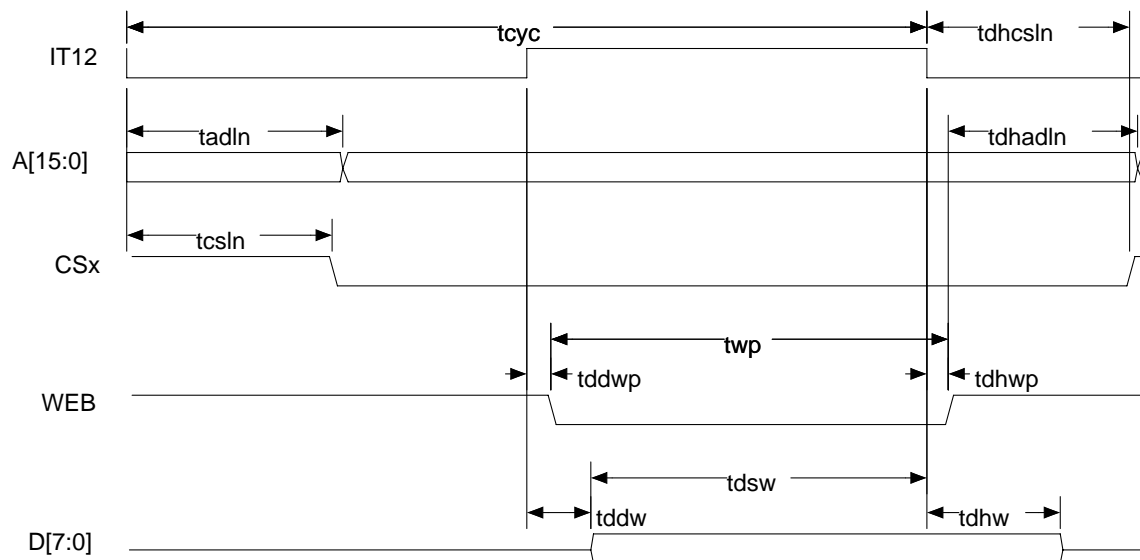 tcyc
tdhcsln
IT12
tadln
tdhadln
A[15:0]
tcsln
CSx
twp
tddwp
tdhwp
WEB
tdsw
tddw
tdhw
D[7:0]